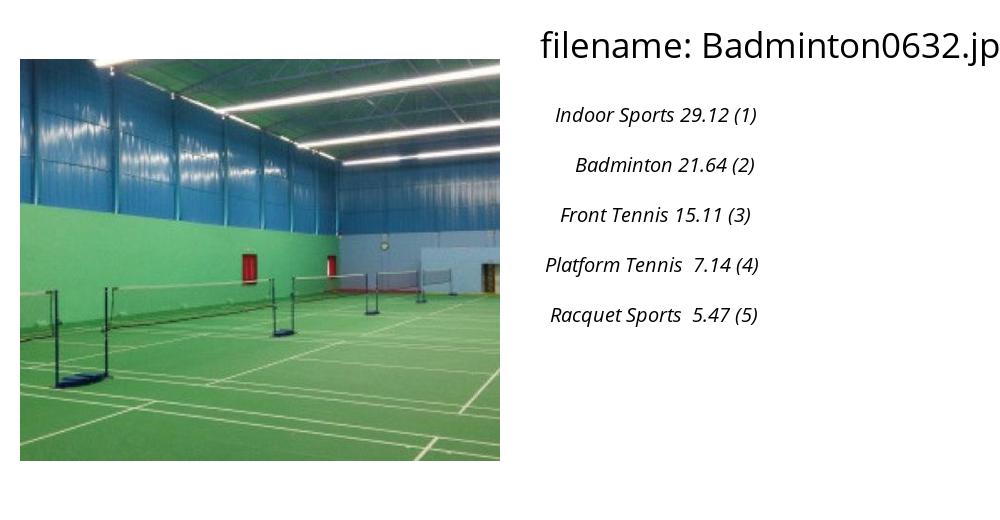 filename: Badminton0632.jp
Indoor Sports 29.12 (1)
Badminton 21.64 (2)
Front Tennis 15.11 (3)
Platform Tennis 7.14 (4)
Racquet Sports 5.47 (5)